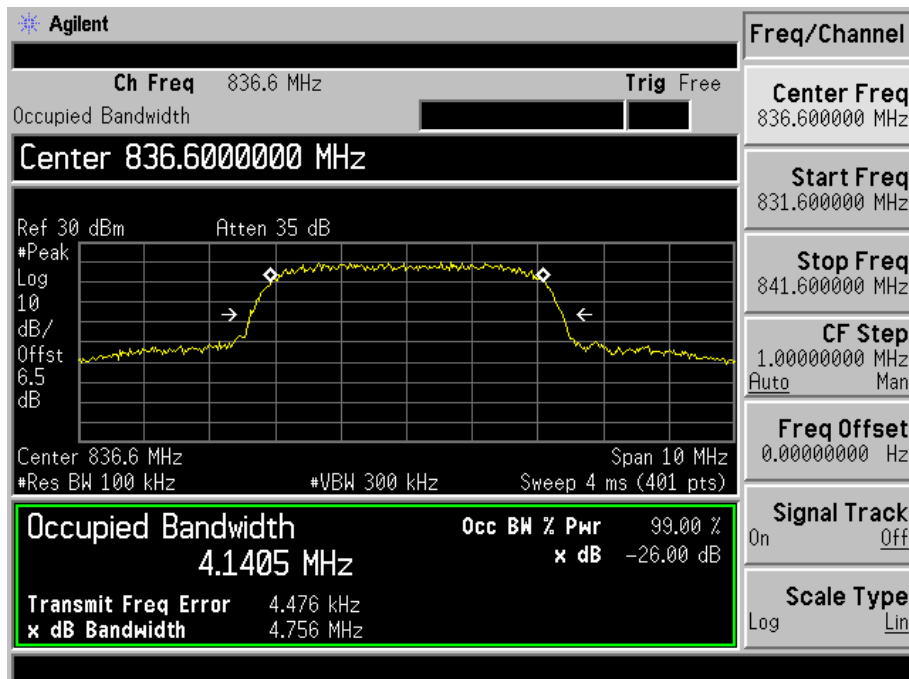 Agilent
Freq/Channel
Ch Freq 836.6 MHz Trig Free
Occupied Bandwidth
Center 836.6000000 MHz
Ref 30 dBm Atten 35 dB
#Peak
Log
10
dB/
Offst
6.5
dB
Center 836.6 MHz Span 10 MHz
#Res BW 100 kHz #VBW 300 kHz Sweep 4 ms (401 pts)
Occupied Bandwidth
4.1405 MHz
Occ BW % Pwr 99.00 %
x dB -26.00 dB
Transmit Freq Error 4.476 kHz
x dB Bandwidth 4.756 MHz
Center Freq
836.600000 MHz
Start Freq
831.600000 MHz
Stop Freq
841.600000 MHz
CF Step
1.00000000 MHz
Auto Man
Freq Offset
0.00000000 Hz
Signal Track
On Off
Scale Type
Log Lin